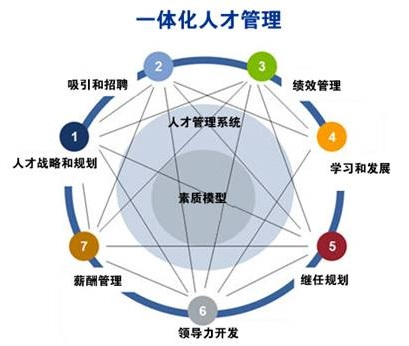 一体化人才管理
2
3
吸引和招聘
绩效管理
人才管理系统
1
4
人才战略和规划
学习和发展
素质模型
7
5
薪酬管理
继任规划
6
领导力开发